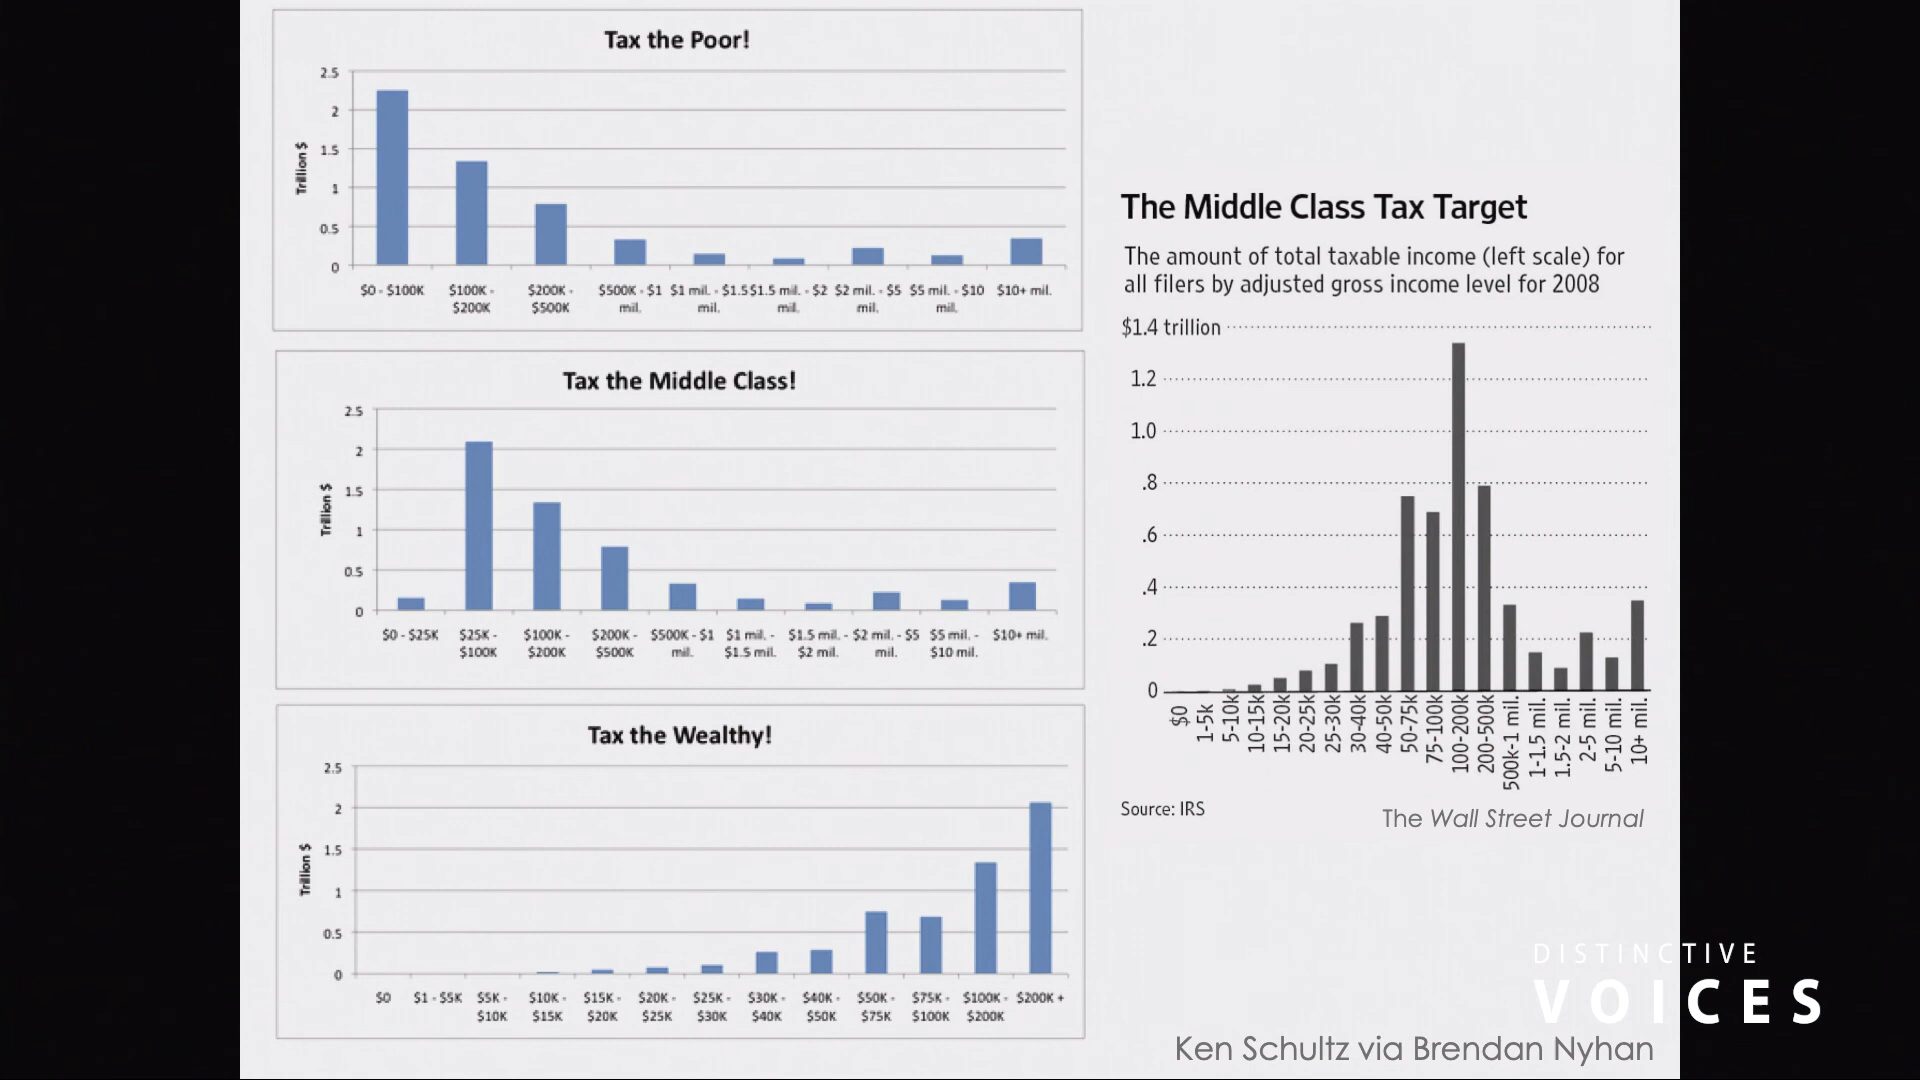 Tax the Poor!
2.5
2
1.5
1
0.5
0
Trillion $
$0 - $100K $100K - $200K - $500K - $1 $1 mil. - $1.5 $1.5 mil. - $2 $2 mil. - $5 $5 mil. - $10 $10+ mil.
$200K $500K mil. mil. mil. mil. mil.
Tax the Middle Class!
2.5
2
1.5
1
0.5
0
Trillion $
$0 - $25K $25K - $100K - $200K - $500K - $1 $1 mil. - $1.5 mil. - $2 mil. - $5 $5 mil. - $10+ mil.
$100K $200K $500K mil. $1.5 mil. $2 mil. mil. $10 mil.
Tax the Wealthy!
2.5
2
1.5
1
0.5
0
Trillion $
$0 $1 - $5K $5K - $10K - $15K - $20K - $25K - $30K - $40K - $50K - $75K - $100K - $200K +
$10K $15K $20K $25K $30K $40K $50K $75K $100K $200K
The Middle Class Tax Target
The amount of total taxable income (left scale) for
all filers by adjusted gross income level for 2008
$1.4 trillion
1.2
1.0
.8
.6
.4
.2
0
$0
1-5k
5-10k
10-15k
15-20k
20-25k
25-30k
30-40k
40-50k
50-75k
75-100k
100-200k
200-500k
500k-1 mil.
1-1.5 mil.
1.5-2 mil.
2-5 mil.
5-10 mil.
10+ mil.
Source: IRS
The Wall Street Journal
DISTINCTIVE
VOICES
Ken Schultz via Brendan Nyhan